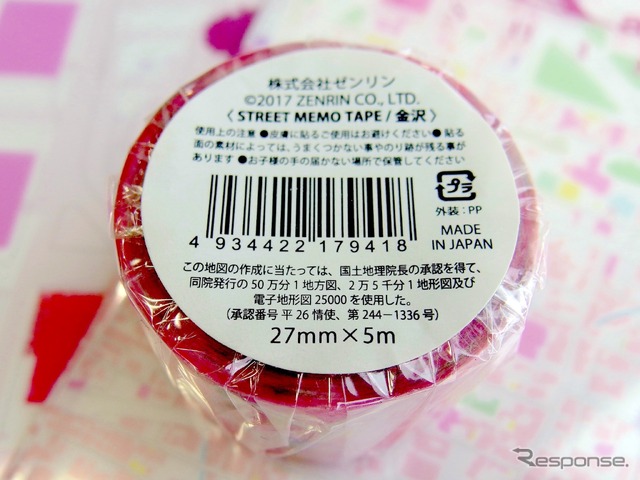 株式会社ゼンリン
©2017 ZENRIN CO., LTD.
〈 STREET MEMO TAPE / 金沢 〉
使用上の注意 ●皮膚に貼るご使用はお避けください ●貼る
面の素材によっては、うまくつかない事やのり跡が残る事が
あります ●お子様の手の届かない場所で保管してください
プラ
外装：PP
MADE
IN JAPAN
4 934422 179418
この地図の作成に当たっては、国土地理院長の承認を得て、
同院発行の 50 万分 1 地方図、2 万 5 千分 1 地形図及び
電子地形図 25000 を使用した。
（承認番号 平 26 情使、第 244－1336 号）
27mm × 5m
Response.